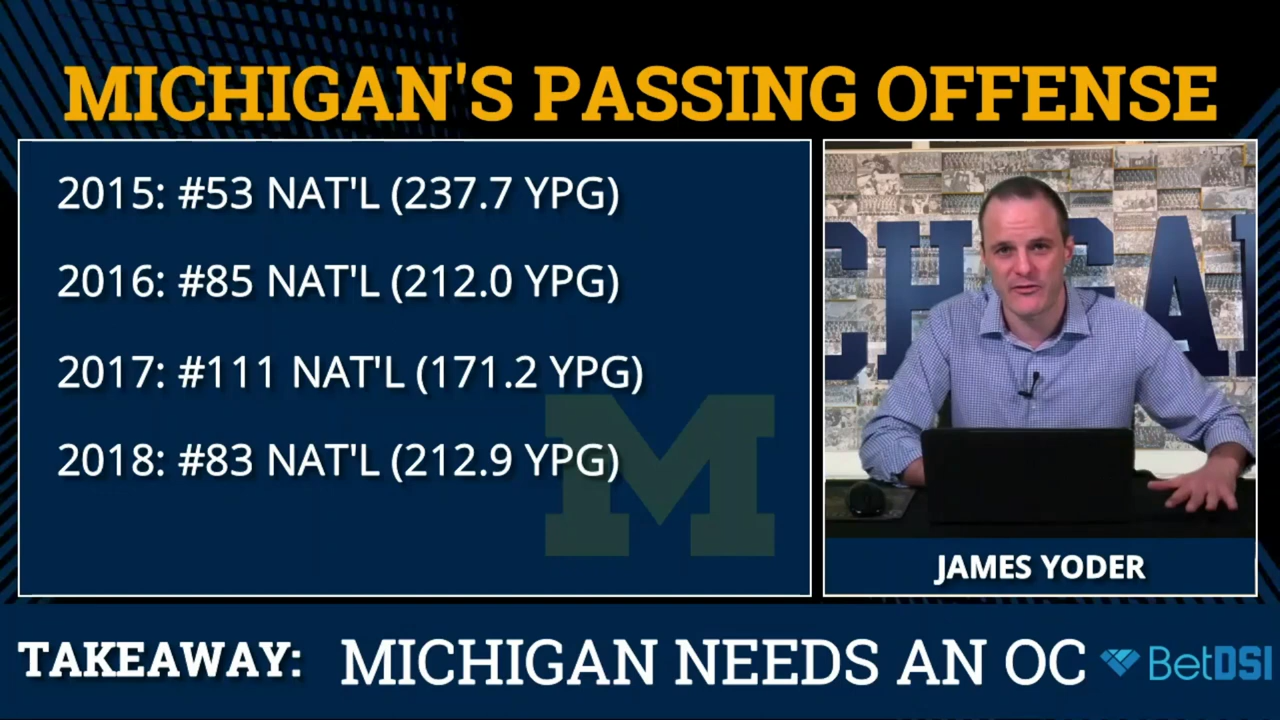 MICHIGAN'S PASSING OFFENSE
2015: #53 NAT'L (237.7 YPG)
2016: #85 NAT'L (212.0 YPG)
2017: #111 NAT'L (171.2 YPG)
2018: #83 NAT'L (212.9 YPG)
M
CHIGAN
JAMES YODER
TAKEAWAY: MICHIGAN NEEDS AN OC BetDSI